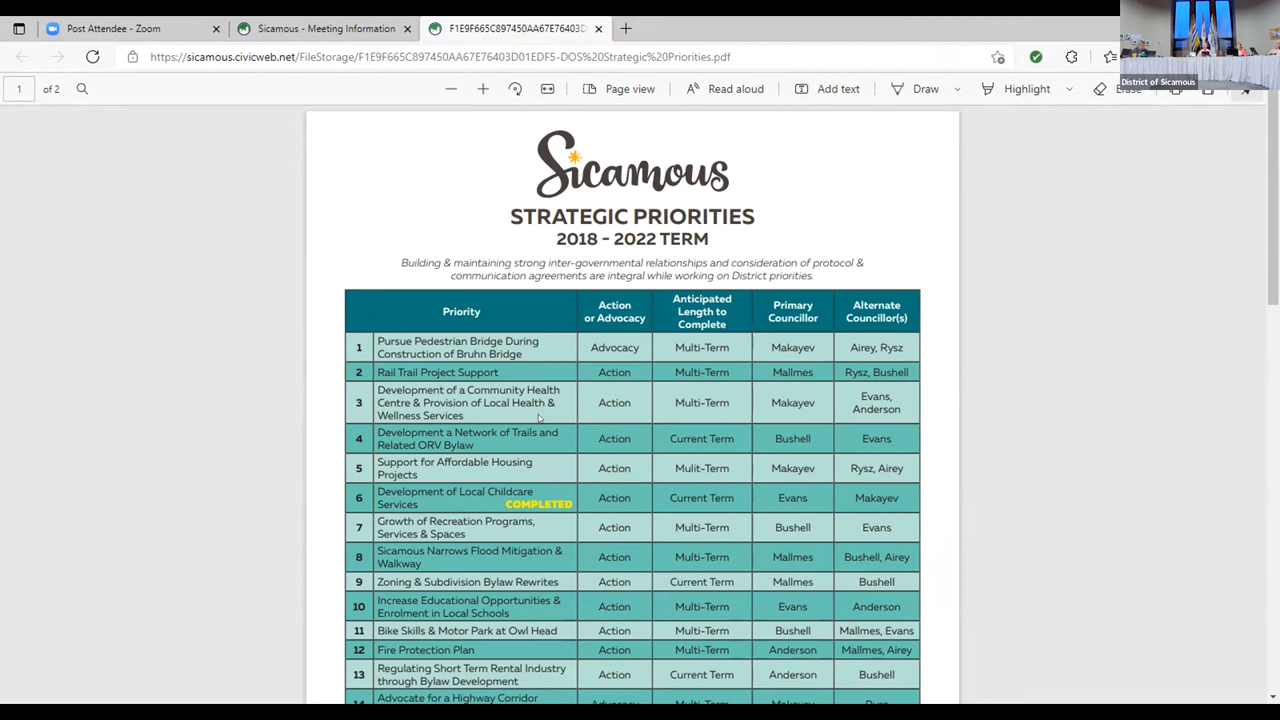 Post Attendee - Zoom
Sicamous - Meeting Information
F1E9F665C897450AA67E76403D
https://sicamous.civicweb.net/FileStorage/F1E9F665C897450AA67E76403D01EDF5-DOS%20Strategic%20Priorities.pdf
District of Sicamous
1 of 2
Page view
Read aloud
Add text
Draw
Highlight
Erase
Sicamous
STRATEGIC PRIORITIES
2018 - 2022 TERM
Building & maintaining strong inter-governmental relationships and consideration of protocol &
communication agreements are integral while working on District priorities.
Priority
Action
or Advocacy
Anticipated
Length to
Complete
Primary
Councillor
Alternate
Councillor(s)
1
Pursue Pedestrian Bridge During
Construction of Bruhn Bridge
Advocacy
Multi-Term
Makayev
Airey, Rysz
2
Rail Trail Project Support
Action
Multi-Term
Mallmes
Rysz, Bushell
3
Development of a Community Health
Centre & Provision of Local Health &
Wellness Services
Action
Multi-Term
Makayev
Evans,
Anderson
4
Development a Network of Trails and
Related ORV Bylaw
Action
Current Term
Bushell
Evans
5
Support for Affordable Housing
Projects
Action
Mulit-Term
Makayev
Rysz, Airey
6
Development of Local Childcare
Services COMPLETED
Action
Current Term
Evans
Makayev
7
Growth of Recreation Programs,
Services & Spaces
Action
Multi-Term
Bushell
Evans
8
Sicamous Narrows Flood Mitigation &
Walkway
Action
Multi-Term
Mallmes
Bushell, Airey
9
Zoning & Subdivision Bylaw Rewrites
Action
Current Term
Mallmes
Bushell
10
Increase Educational Opportunities &
Enrolment in Local Schools
Action
Multi-Term
Evans
Anderson
11
Bike Skills & Motor Park at Owl Head
Action
Multi-Term
Bushell
Mallmes, Evans
12
Fire Protection Plan
Action
Multi-Term
Anderson
Mallmes, Airey
13
Regulating Short Term Rental Industry
through Bylaw Development
Action
Current Term
Anderson
Bushell
14
Advocate for a Highway Corridor
Advocacy
Multi-Term
Makayev
Rysz